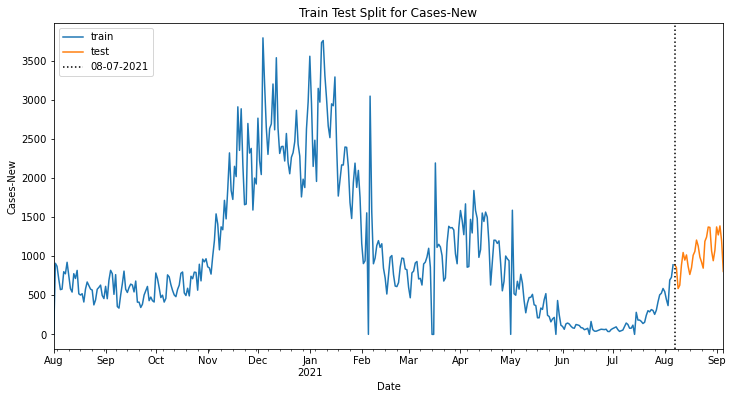 Train Test Split for Cases-New
train
test
08-07-2021
3500
3000
2500
2000
1500
1000
500
0
Cases-New
Aug Sep Oct Nov Dec Jan Feb Mar Apr May Jun Jul Aug Sep
2021
Date